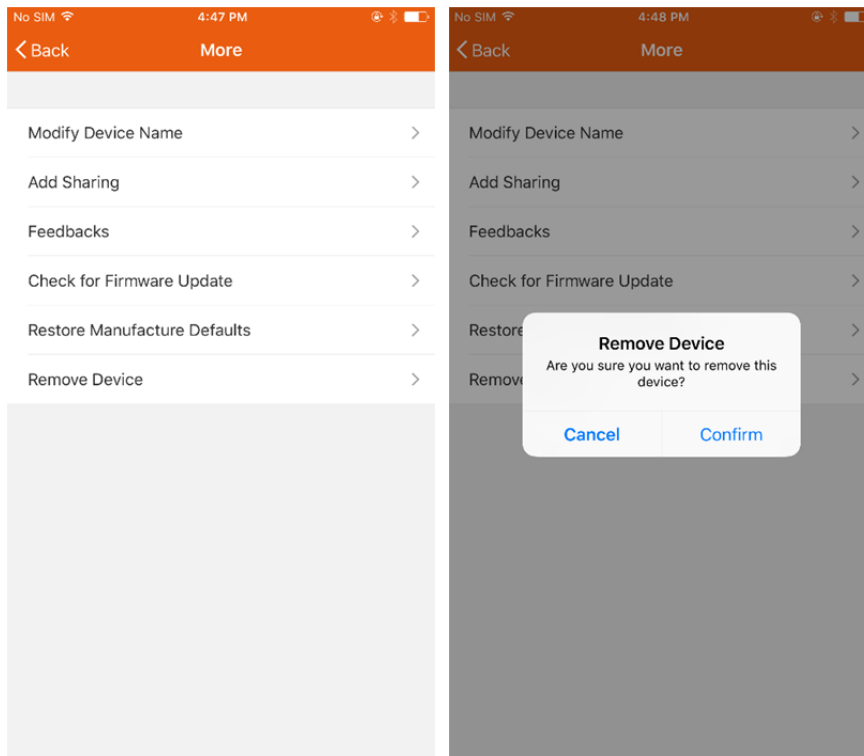 No SIM 4:47 PM
Back More
Modify Device Name
Add Sharing
Feedbacks
Check for Firmware Update
Restore Manufacture Defaults
Remove Device
No SIM 4:48 PM
Back More
Modify Device Name
Add Sharing
Feedbacks
Check for Firmware Update
Restore
Remove
Remove Device
Are you sure you want to remove this
device?
Cancel Confirm